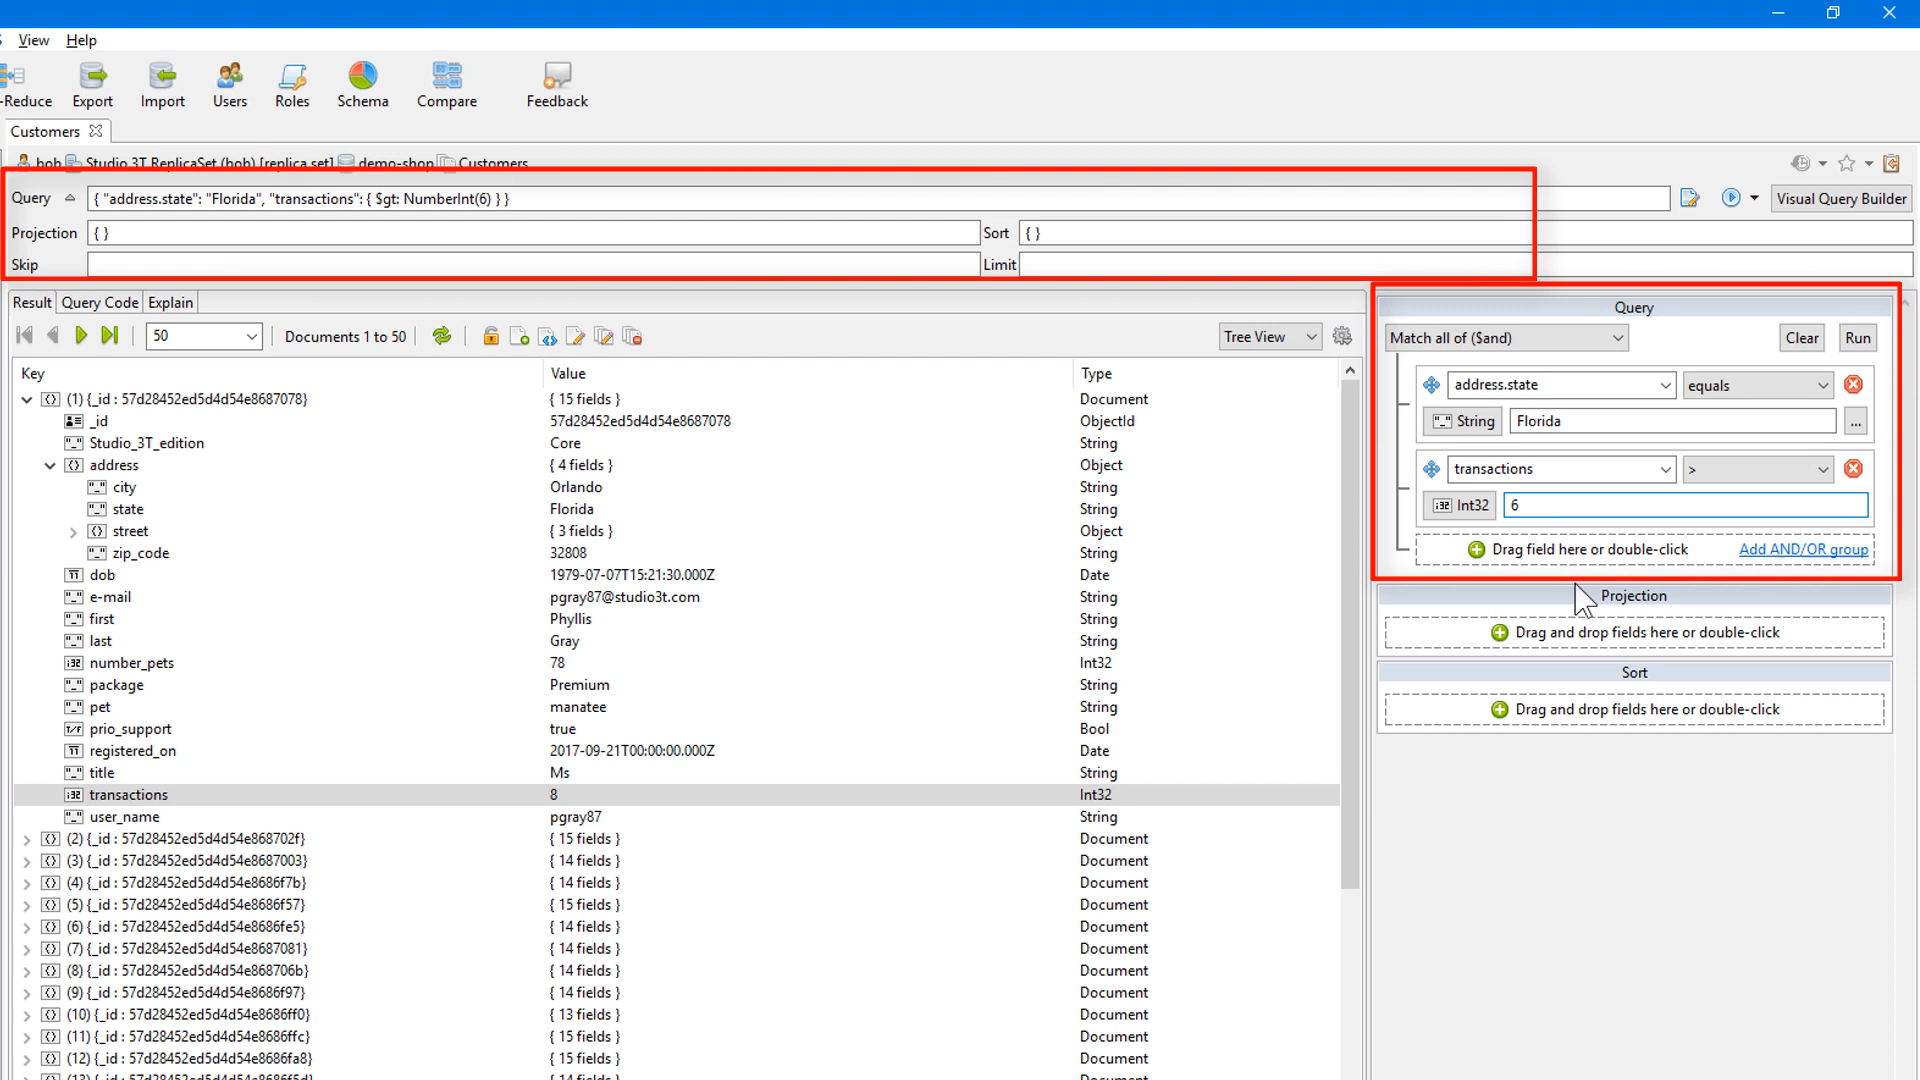 View Help
-Reduce Export Import Users Roles Schema Compare Feedback
Customers
bob Studio 3T ReplicaSet (bob) [replica set] demo-shop Customers
Query { "address.state": "Florida", "transactions": { $gt: NumberInt(6) } } Visual Query Builder
Projection { } Sort { }
Skip Limit
Result Query Code Explain
50 Documents 1 to 50 Tree View
Key Value Type
(1) {_id : 57d28452ed5d4d54e8687078} { 15 fields } Document
_id 57d28452ed5d4d54e8687078 ObjectId
Studio_3T_edition Core String
address { 4 fields } Object
city Orlando String
state Florida String
street { 3 fields } Object
zip_code 32808 String
dob 1979-07-07T15:21:30.000Z Date
e-mail pgray87@studio3t.com String
first Phyllis String
last Gray String
number_pets 78 Int32
package Premium String
pet manatee String
prio_support true Bool
registered_on 2017-09-21T00:00:00.000Z Date
title Ms String
transactions 8 Int32
user_name pgray87 String
(2) {_id : 57d28452ed5d4d54e868702f} { 15 fields } Document
(3) {_id : 57d28452ed5d4d54e8687003} { 14 fields } Document
(4) {_id : 57d28452ed5d4d54e8686f7b} { 14 fields } Document
(5) {_id : 57d28452ed5d4d54e8686f57} { 15 fields } Document
(6) {_id : 57d28452ed5d4d54e8686fe5} { 14 fields } Document
(7) {_id : 57d28452ed5d4d54e8687081} { 14 fields } Document
(8) {_id : 57d28452ed5d4d54e868706b} { 14 fields } Document
(9) {_id : 57d28452ed5d4d54e8686f97} { 14 fields } Document
(10) {_id : 57d28452ed5d4d54e8686ff0} { 13 fields } Document
(11) {_id : 57d28452ed5d4d54e8686ffc} { 15 fields } Document
(12) {_id : 57d28452ed5d4d54e8686fa8} { 15 fields } Document
Query
Match all of ($and) Clear Run
address.state equals
"_" String Florida ...
transactions >
i32 Int32 6
Drag field here or double-click Add AND/OR group
Projection
Drag and drop fields here or double-click
Sort
Drag and drop fields here or double-click